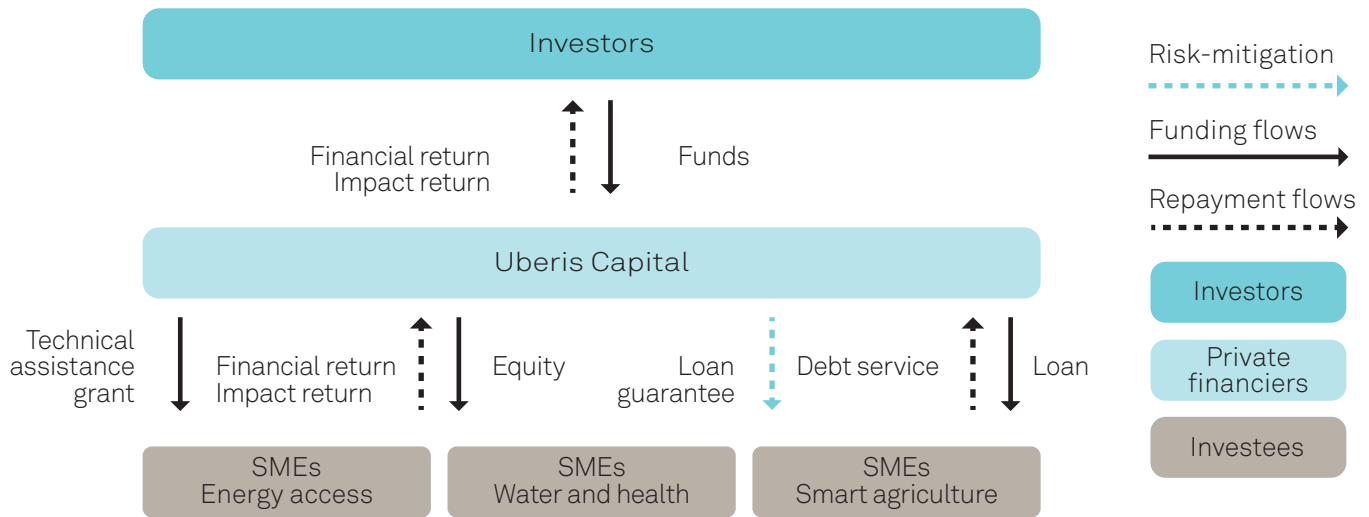 Investors
Financial return
Impact return
Funds
Uberis Capital
Technical
assistance
grant
Financial return
Impact return
Equity
Loan
guarantee
Debt service
Loan
SMEs
Energy access
SMEs
Water and health
SMEs
Smart agriculture
Risk-mitigation
Funding flows
Repayment flows
Investors
Private
financiers
Investees